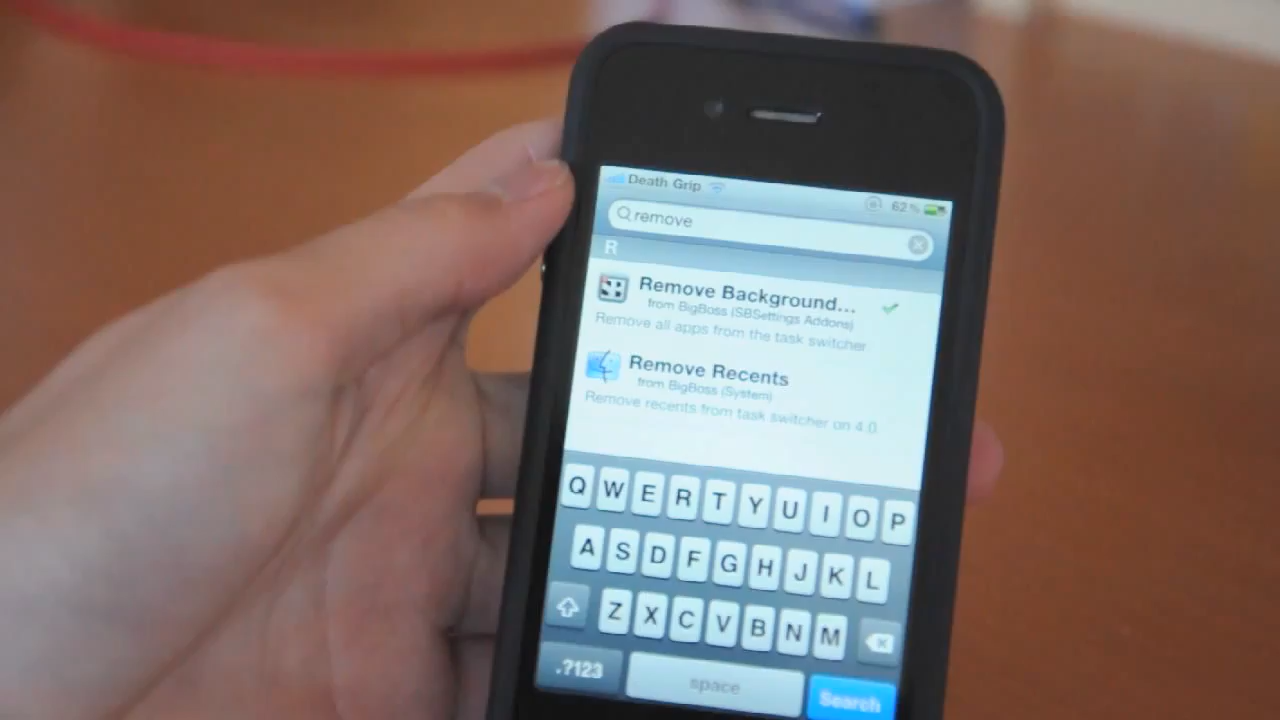 Death Grip 62%
remove
R
Remove Background...
from BigBoss (SBSettings Addons)
Remove all apps from the task switcher
Remove Recents
from BigBoss (System)
Remove recents from task switcher on 4.0
Q W E R T Y U I O P
A S D F G H J K L
Z X C V B N M
.?123 space Search